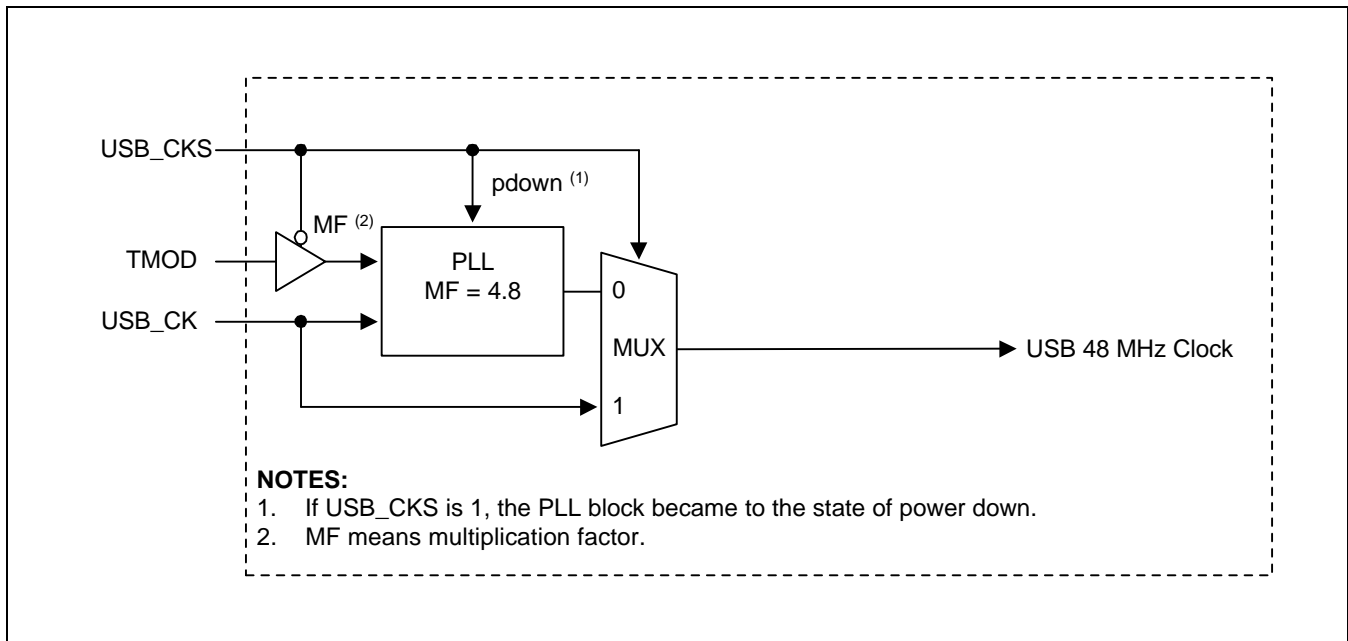 USB_CKS
pdown (1)
MF (2)
TMOD
PLL
MF = 4.8
0
USB_CK
MUX
USB 48 MHz Clock
1
NOTES:
1. If USB_CKS is 1, the PLL block became to the state of power down.
2. MF means multiplication factor.